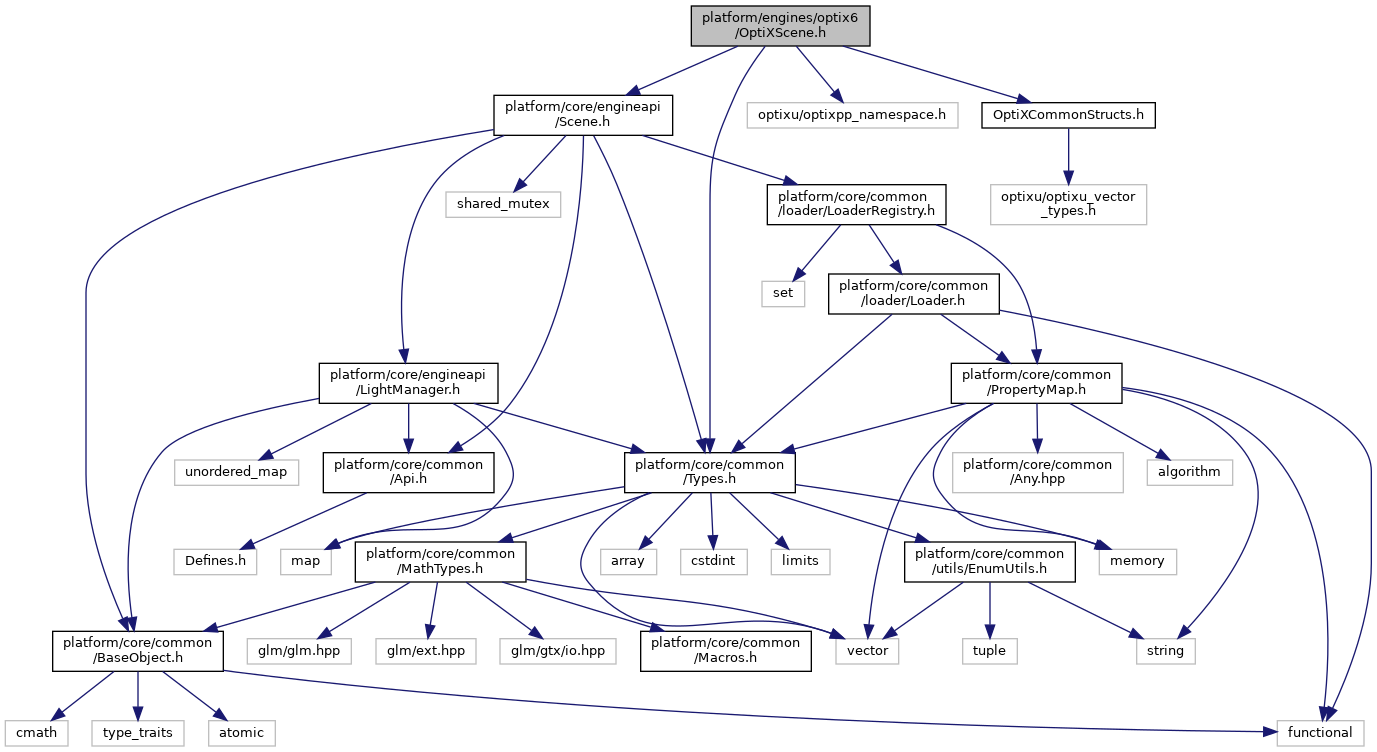 platform/engines/optix6
/OptiXScene.h
platform/core/engineapi
/Scene.h
optixu/optixpp_namespace.h
OptiXCommonStructs.h
shared_mutex
platform/core/common
/loader/LoaderRegistry.h
optixu/optixu_vector
_types.h
set
platform/core/common
/loader/Loader.h
platform/core/engineapi
/LightManager.h
platform/core/common
/PropertyMap.h
unordered_map
platform/core/common
/Api.h
platform/core/common
/Types.h
platform/core/common
/Any.hpp
algorithm
Defines.h
map
platform/core/common
/MathTypes.h
array
cstdint
limits
platform/core/common
/utils/EnumUtils.h
memory
platform/core/common
/BaseObject.h
glm/glm.hpp
glm/ext.hpp
glm/gtx/io.hpp
platform/core/common
/Macros.h
vector
tuple
string
cmath
type_traits
atomic
functional